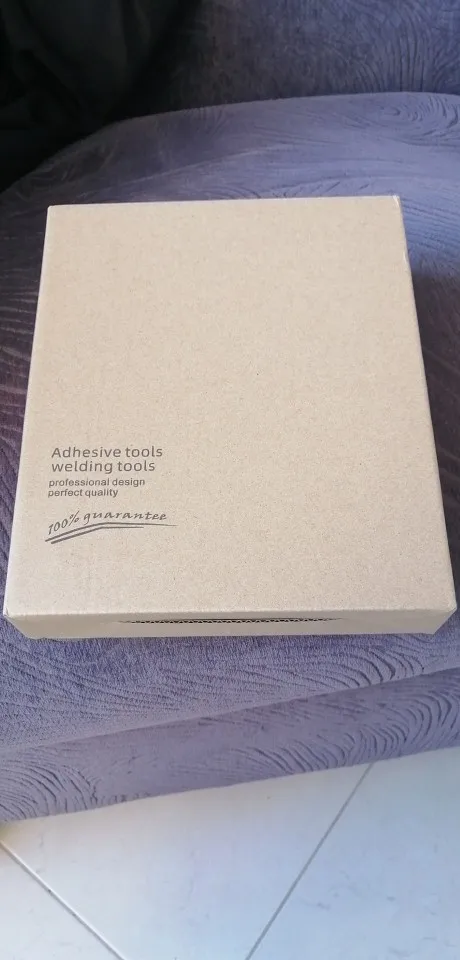 Adhesive tools
welding tools
professional design
perfect quality
100% guarantee